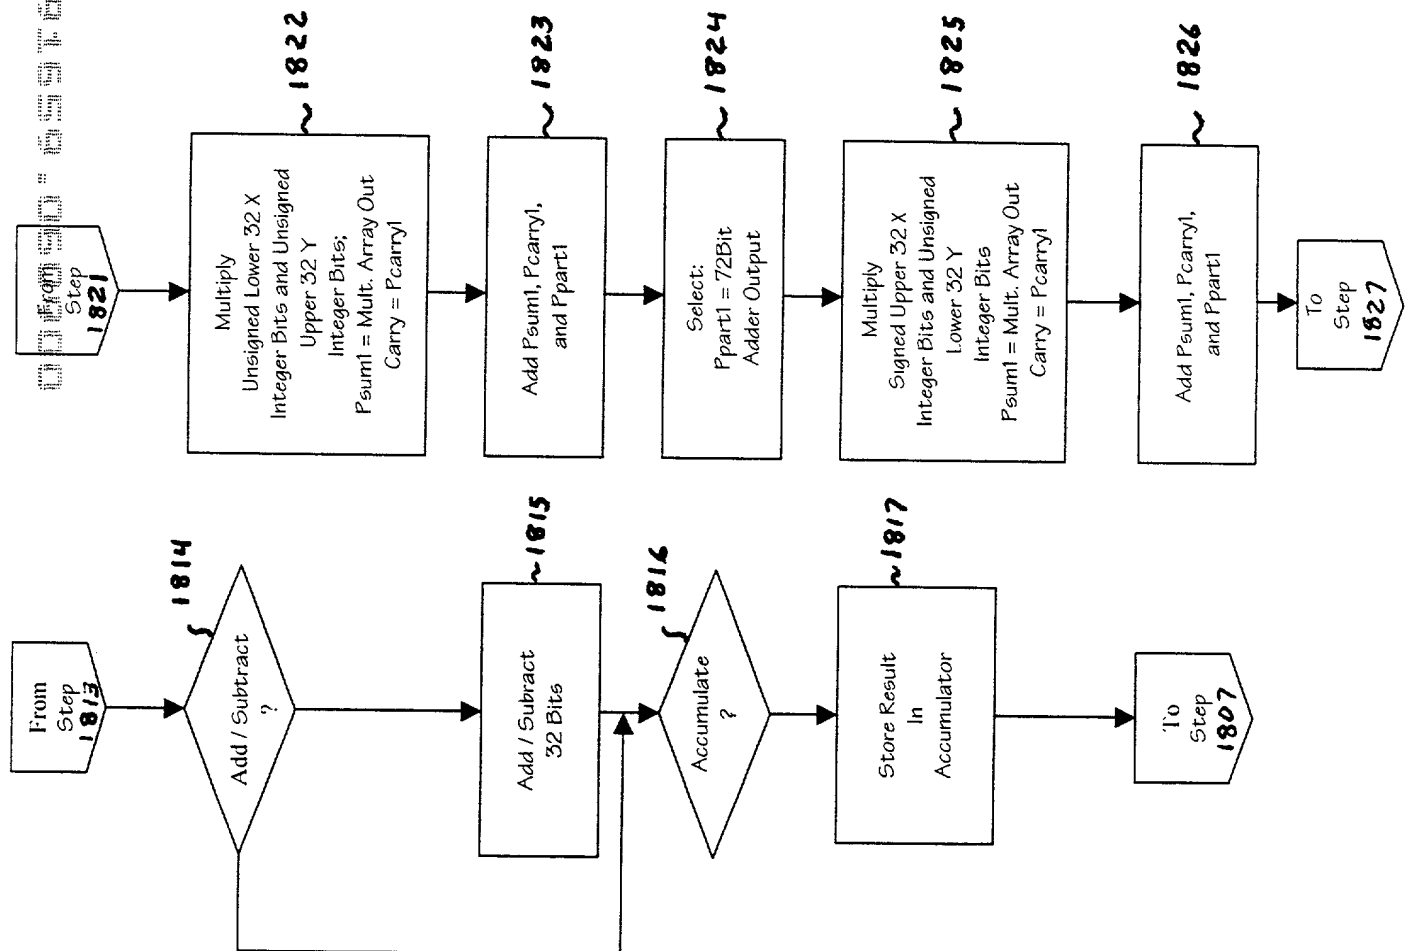 From
Step
1813
1814
Add / Subtract
?
Add / Subract
32 Bits
~1815
1816
Accumulate
?
Store Result
In
Accumulator
~1817
To
Step
1807
From
Step
1821
Multiply
Unsigned Lower 32 X
Integer Bits and Unsigned
Upper 32 Y
Integer Bits;
Psum1 = Mult. Array Out
Carry = Pcarry1
~1822
Add Psum1, Pcarry1,
and Ppart1
~1823
Select:
Ppart1 = 72Bit
Adder Output
~1824
Multiply
Signed Upper 32 X
Integer Bits and Unsigned
Lower 32 Y
Integer Bits
Psum1 = Mult. Array Out
Carry = Pcarry1
~1825
Add Psum1, Pcarry1,
and Ppart1
~1826
To
Step
1827